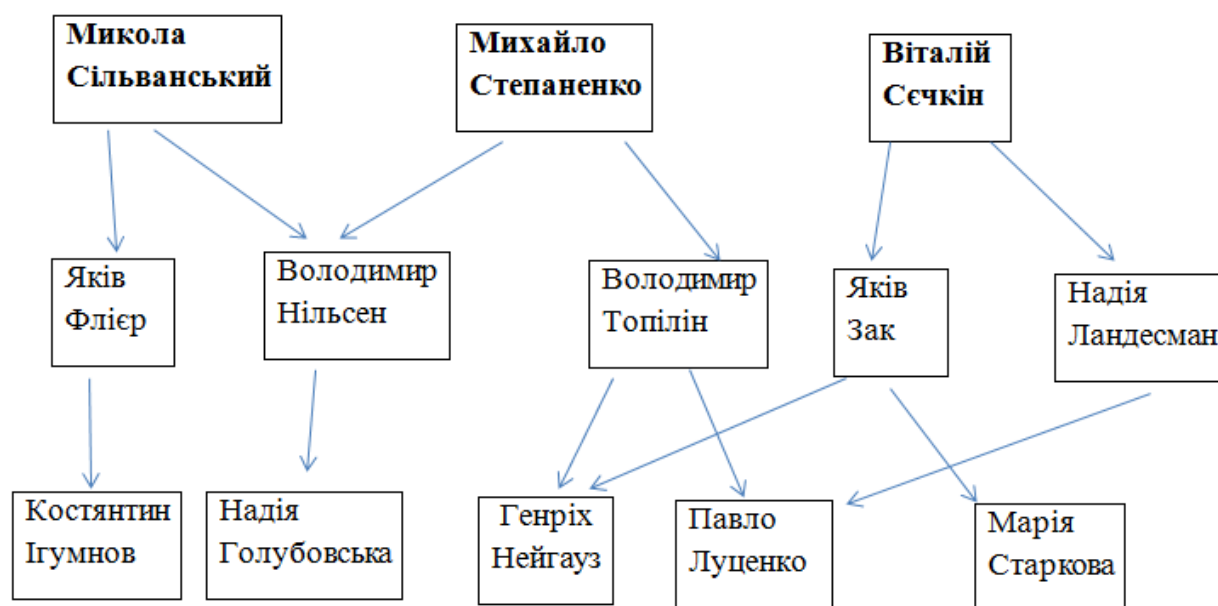 Микола
Сільванський
Михайло
Степаненко
Віталій
Сєчкін
Яків
Флієр
Володимир
Нільсен
Володимир
Топілін
Яків
Зак
Надія
Ландесман
Костянтин
Ігумнов
Надія
Голубовська
Генріх
Нейгауз
Павло
Луценко
Марія
Старкова